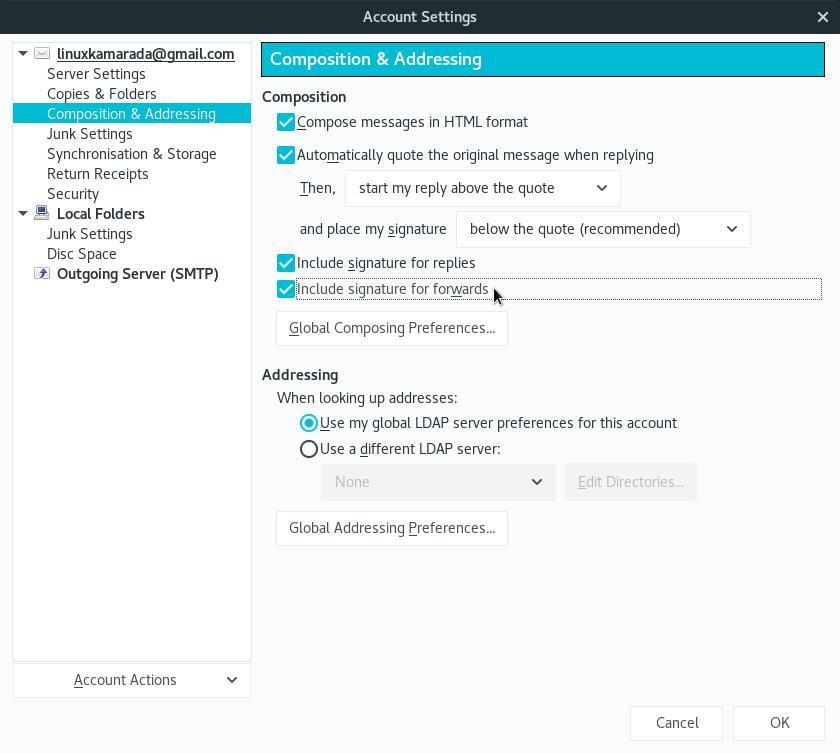 Account Settings
linuxkamarada@gmail.com
Server Settings
Copies & Folders
Composition & Addressing
Junk Settings
Synchronisation & Storage
Return Receipts
Security
Local Folders
Junk Settings
Disc Space
Outgoing Server (SMTP)
Account Actions
Composition & Addressing
Composition
Compose messages in HTML format
Automatically quote the original message when replying
Then, start my reply above the quote
and place my signature below the quote (recommended)
Include signature for replies
Include signature for forwards
Global Composing Preferences...
Addressing
When looking up addresses:
Use my global LDAP server preferences for this account
Use a different LDAP server:
None Edit Directories...
Global Addressing Preferences...
Cancel OK